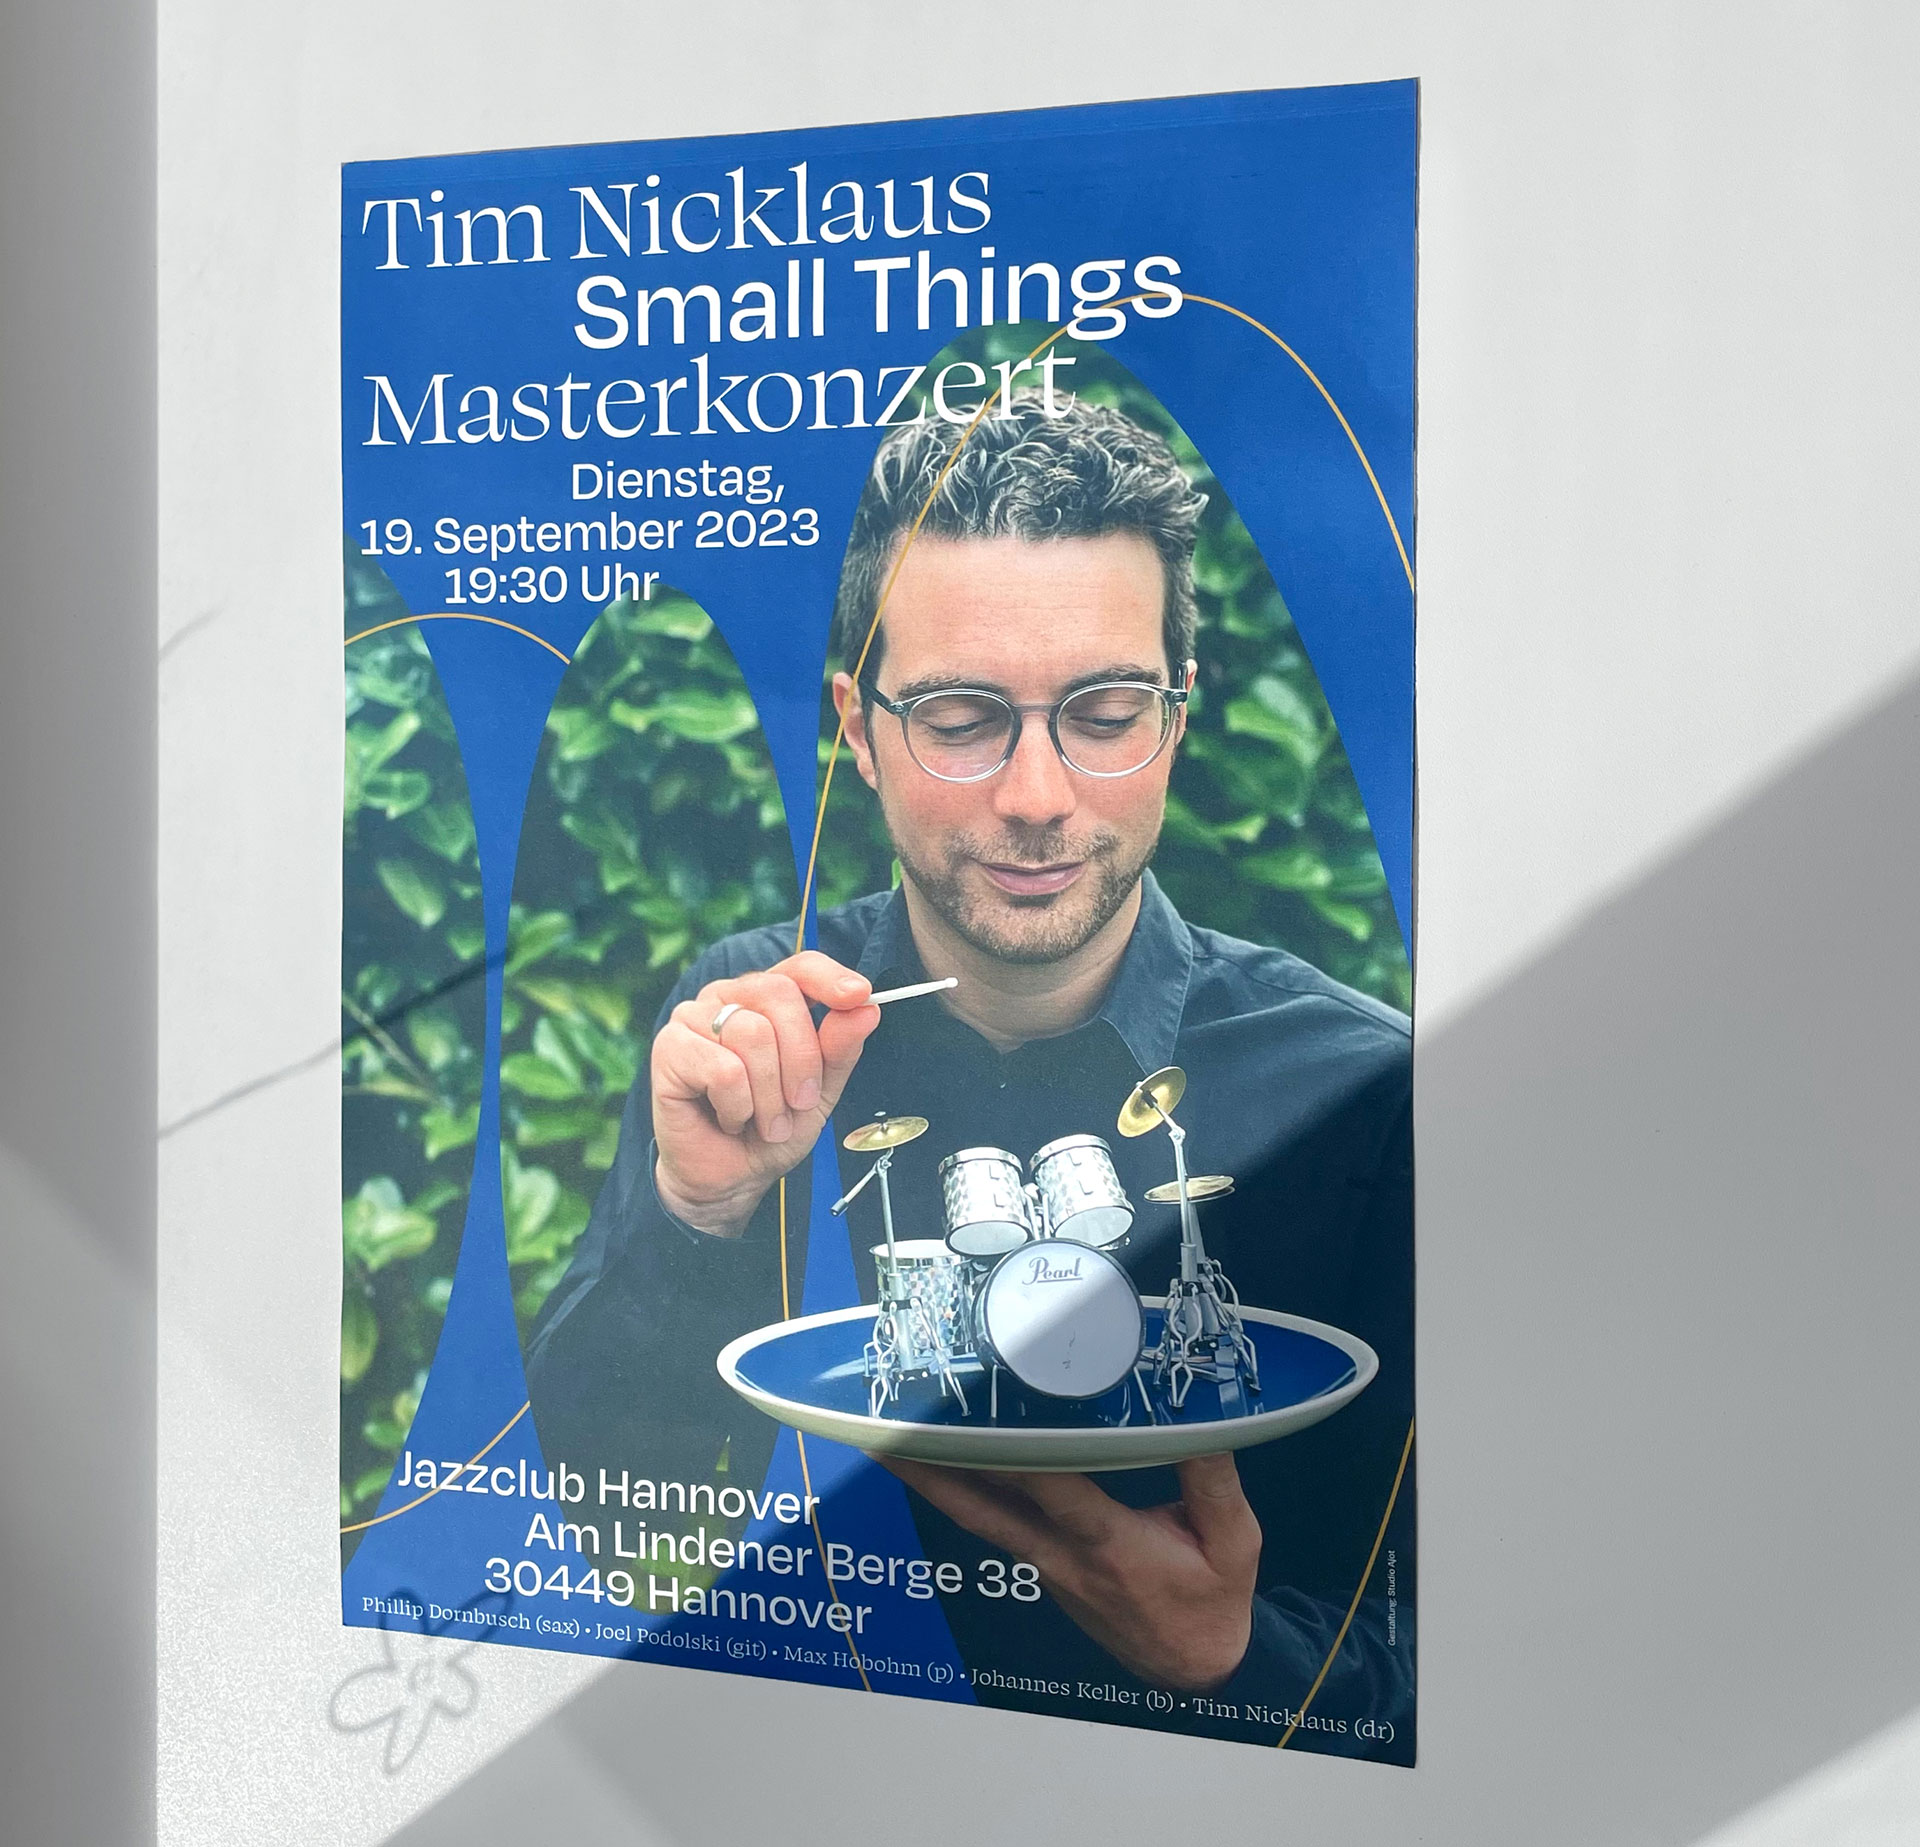 Tim Nicklaus
Small Things
Masterkonzert
Dienstag,
19. September 2023
19:30 Uhr
Pearl
Jazzclub Hannover
Am Lindener Berge 38
30449 Hannover
Phillip Dornbusch (sax) • Joel Podolski (git) • Max Hobohm (p) • Johannes Keller (b) • Tim Nicklaus (dr)
Gestaltung: Studio Ajot